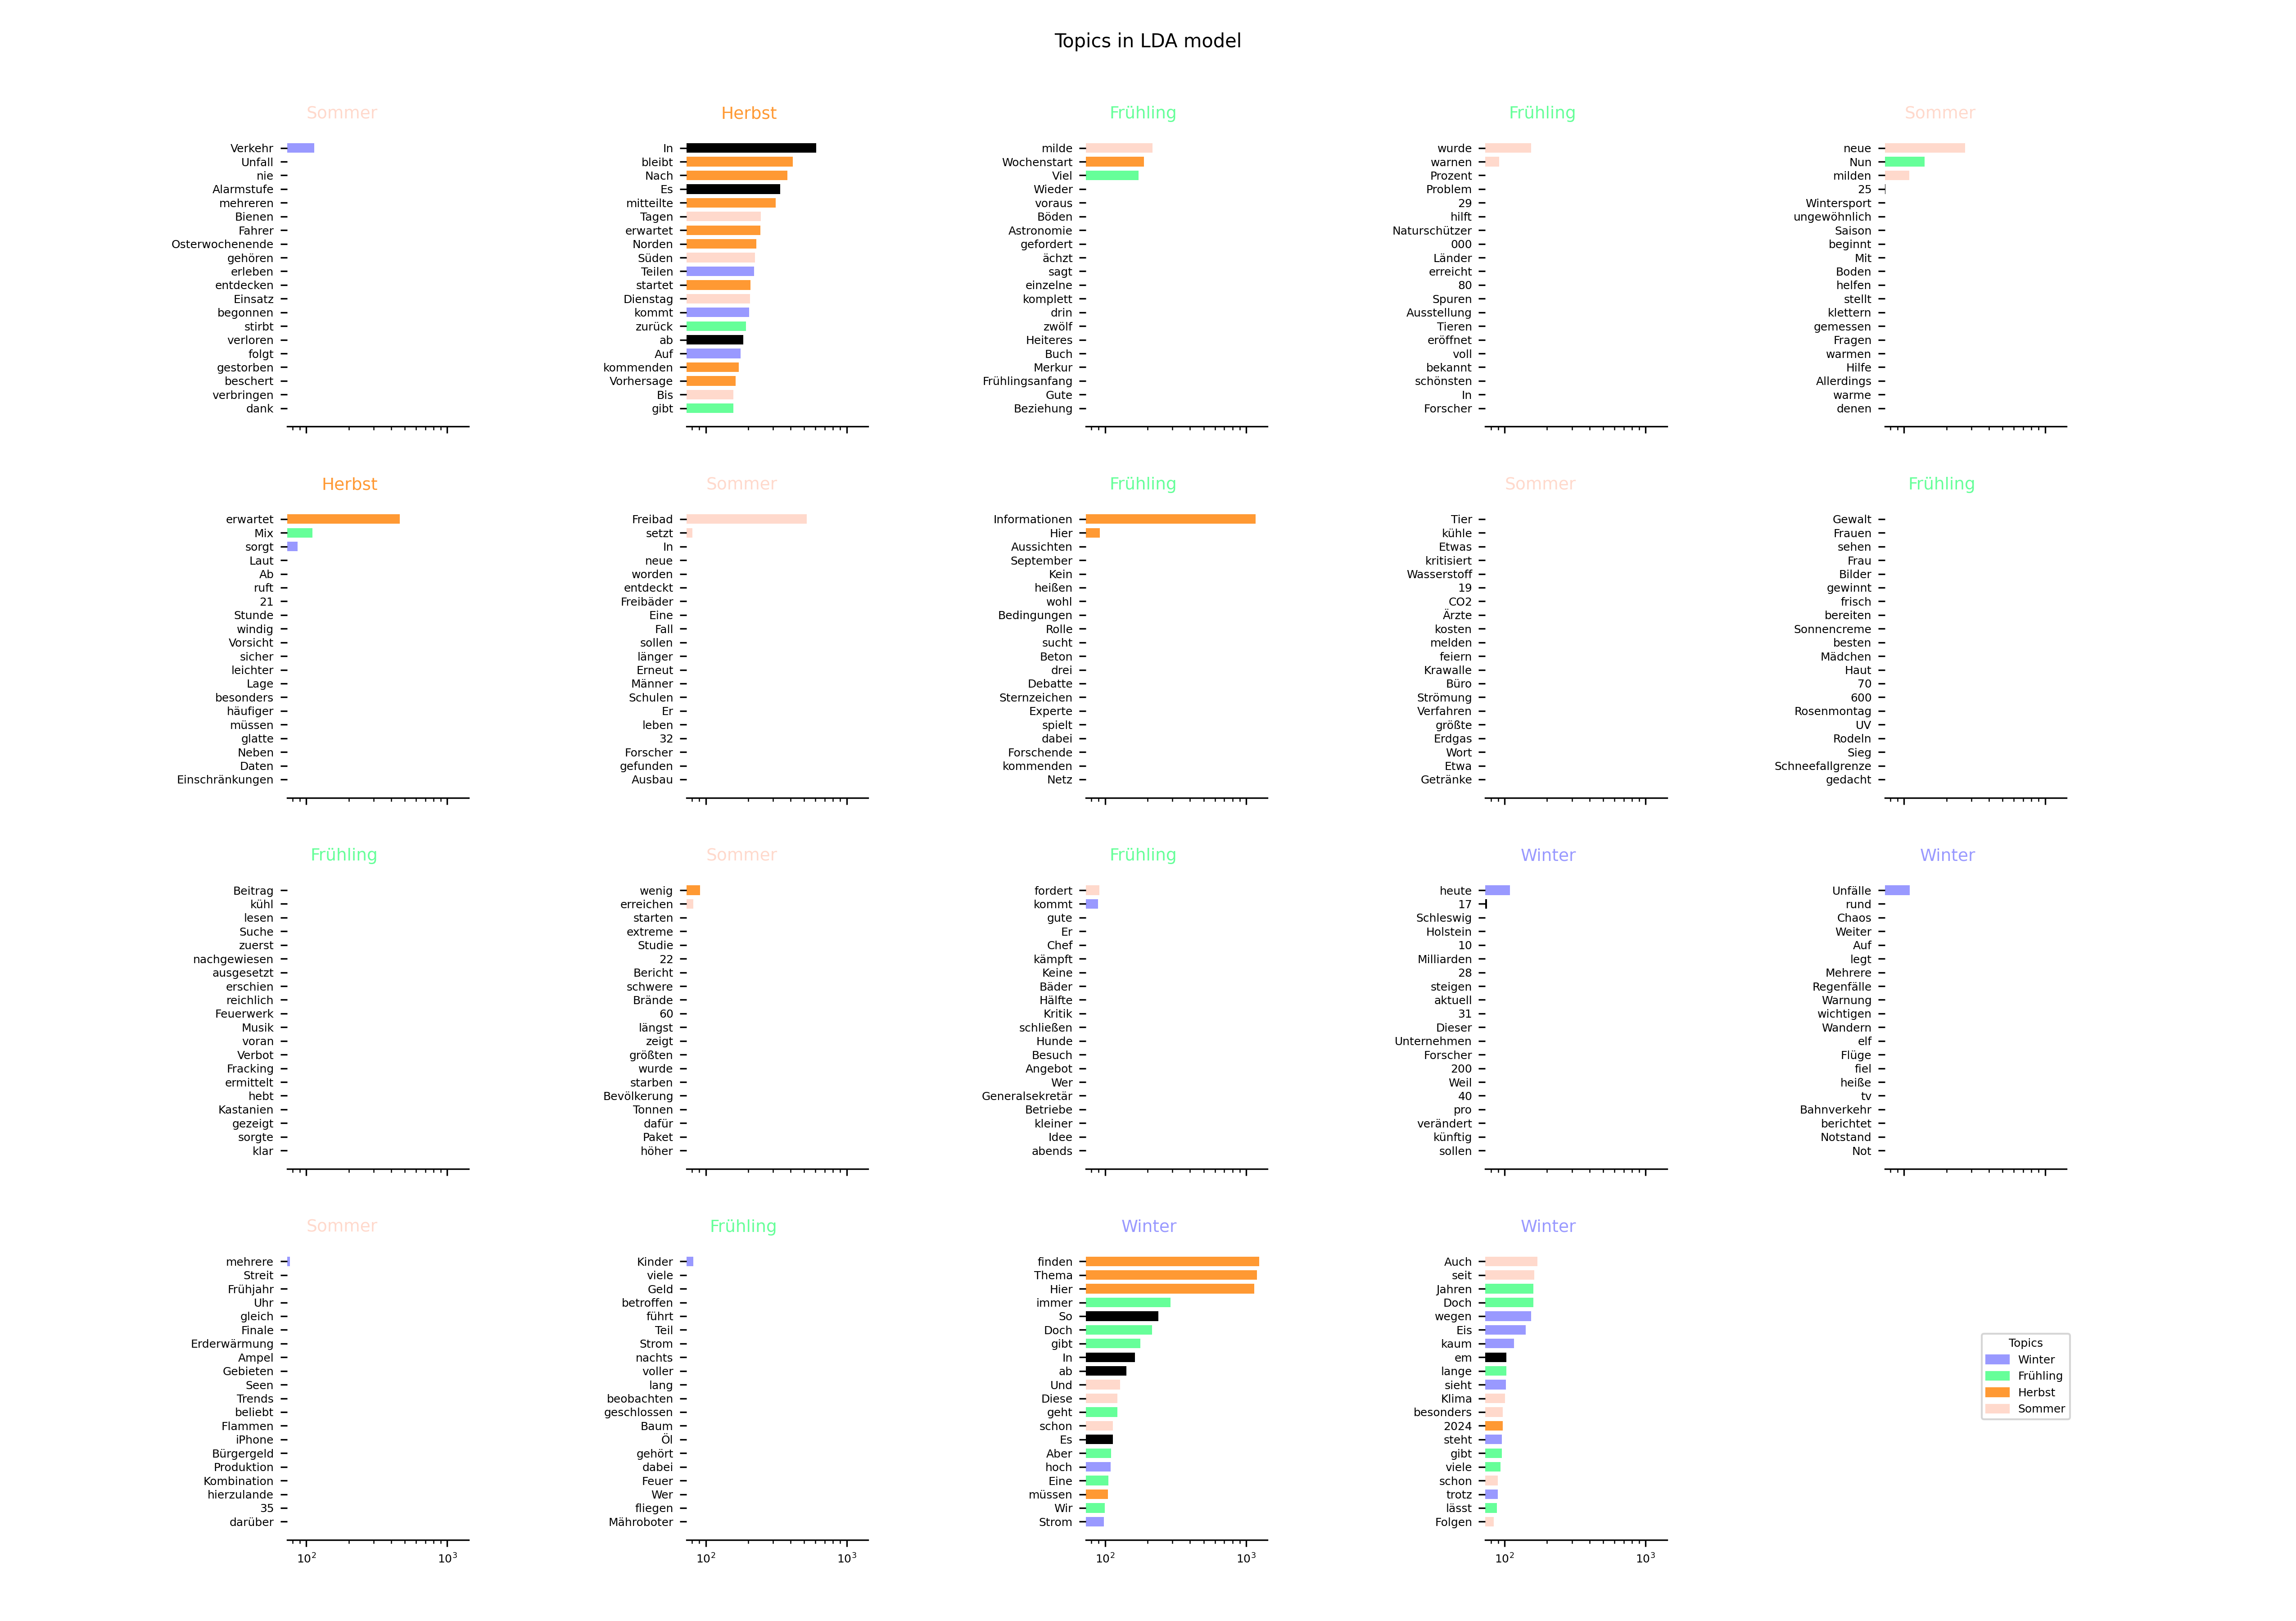 Topics in LDA model
Sommer
Verkehr
Unfall
nie
Alarmstufe
mehreren
Bienen
Fahrer
Osterwochenende
gehören
erleben
entdecken
Einsatz
begonnen
stirbt
verloren
folgt
gestorben
beschert
verbringen
dank
Herbst
In
bleibt
Nach
Es
mitteilte
Tagen
erwartet
Norden
Süden
Teilen
startet
Dienstag
kommt
zurück
ab
Auf
kommenden
Vorhersage
Bis
gibt
Frühling
milde
Wochenstart
Viel
Wieder
voraus
Böden
Astronomie
gefordert
ächzt
sagt
einzelne
komplett
drin
zwölf
Heiteres
Buch
Merkur
Frühlingsanfang
Gute
Beziehung
Frühling
wurde
warnen
Prozent
Problem
29
hilft
Naturschützer
000
Länder
erreicht
80
Spuren
Ausstellung
Tieren
eröffnet
voll
bekannt
schönsten
In
Forscher
Sommer
neue
Nun
milden
25
Wintersport
ungewöhnlich
Saison
beginnt
Mit
Boden
helfen
stellt
klettern
gemessen
Fragen
warmen
Hilfe
Allerdings
warme
denen
Herbst
erwartet
Mix
sorgt
Laut
Ab
ruft
21
Stunde
windig
Vorsicht
sicher
leichter
Lage
besonders
häufiger
müssen
glatte
Neben
Daten
Einschränkungen
Sommer
Freibad
setzt
In
neue
worden
entdeckt
Freibäder
Eine
Fall
sollen
länger
Erneut
Männer
Schulen
Er
leben
32
Forscher
gefunden
Ausbau
Frühling
Informationen
Hier
Aussichten
September
Kein
heißen
wohl
Bedingungen
Rolle
sucht
Beton
drei
Debatte
Sternzeichen
Experte
spielt
dabei
Forschende
kommenden
Netz
Sommer
Tier
kühle
Etwas
kritisiert
Wasserstoff
19
CO2
Ärzte
kosten
melden
feiern
Krawalle
Büro
Strömung
Verfahren
größte
Erdgas
Wort
Etwa
Getränke
Frühling
Gewalt
Frauen
sehen
Frau
Bilder
gewinnt
frisch
bereiten
Sonnencreme
besten
Mädchen
Haut
70
600
Rosenmontag
UV
Rodeln
Sieg
Schneefallgrenze
gedacht
Frühling
Beitrag
kühl
lesen
Suche
zuerst
nachgewiesen
ausgesetzt
erschien
reichlich
Feuerwerk
Musik
voran
Verbot
Fracking
ermittelt
hebt
Kastanien
gezeigt
sorgte
klar
Sommer
wenig
erreichen
starten
extreme
Studie
22
Bericht
schwere
Brände
60
längst
zeigt
größten
wurde
starben
Bevölkerung
Tonnen
dafür
Paket
höher
Frühling
fordert
kommt
gute
Er
Chef
kämpft
Keine
Bäder
Hälfte
Kritik
schließen
Hunde
Besuch
Angebot
Wer
Generalsekretär
Betriebe
kleiner
Idee
abends
Winter
heute
17
Schleswig
Holstein
10
Milliarden
28
steigen
aktuell
31
Dieser
Unternehmen
Forscher
200
Weil
40
pro
verändert
künftig
sollen
Winter
Unfälle
rund
Chaos
Weiter
Auf
legt
Mehrere
Regenfälle
Warnung
wichtigen
Wandern
elf
Flüge
fiel
heiße
tv
Bahnverkehr
berichtet
Notstand
Not
Sommer
mehrere
Streit
Frühjahr
Uhr
gleich
Finale
Erderwärmung
Ampel
Gebieten
Seen
Trends
beliebt
Flammen
iPhone
Bürgergeld
Produktion
Kombination
hierzulande
35
darüber
10² 10³
Frühling
Kinder
viele
Geld
betroffen
führt
Teil
Strom
nachts
voller
lang
beobachten
geschlossen
Baum
Öl
gehört
dabei
Feuer
Wer
fliegen
Mähroboter
10² 10³
Winter
finden
Thema
Hier
immer
So
Doch
gibt
In
ab
Und
Diese
geht
schon
Es
Aber
hoch
Eine
müssen
Wir
Strom
10² 10³
Winter
Auch
seit
Jahren
Doch
wegen
Eis
kaum
em
lange
sieht
Klima
besonders
2024
steht
gibt
viele
schon
trotz
lässt
Folgen
10² 10³
Topics
Winter
Frühling
Herbst
Sommer